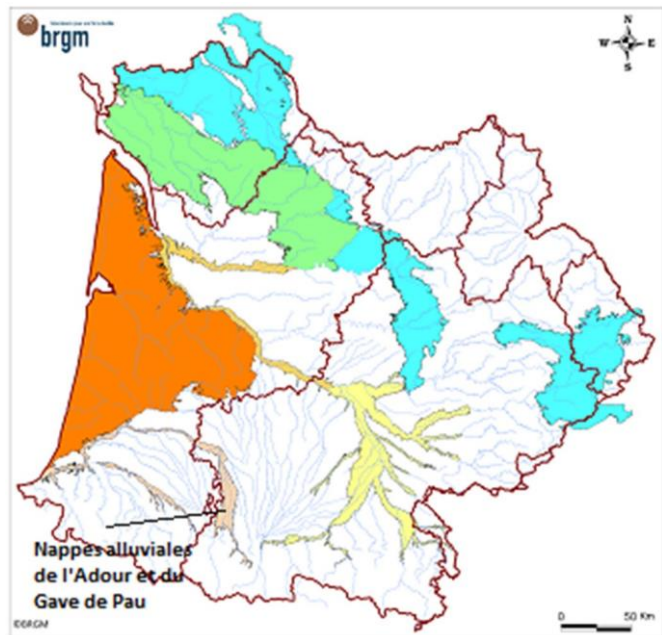 brgm
N
W E
S
Nappes alluviales
de l'Adour et du
Gave de Pau
©BRGM
0 50 Km